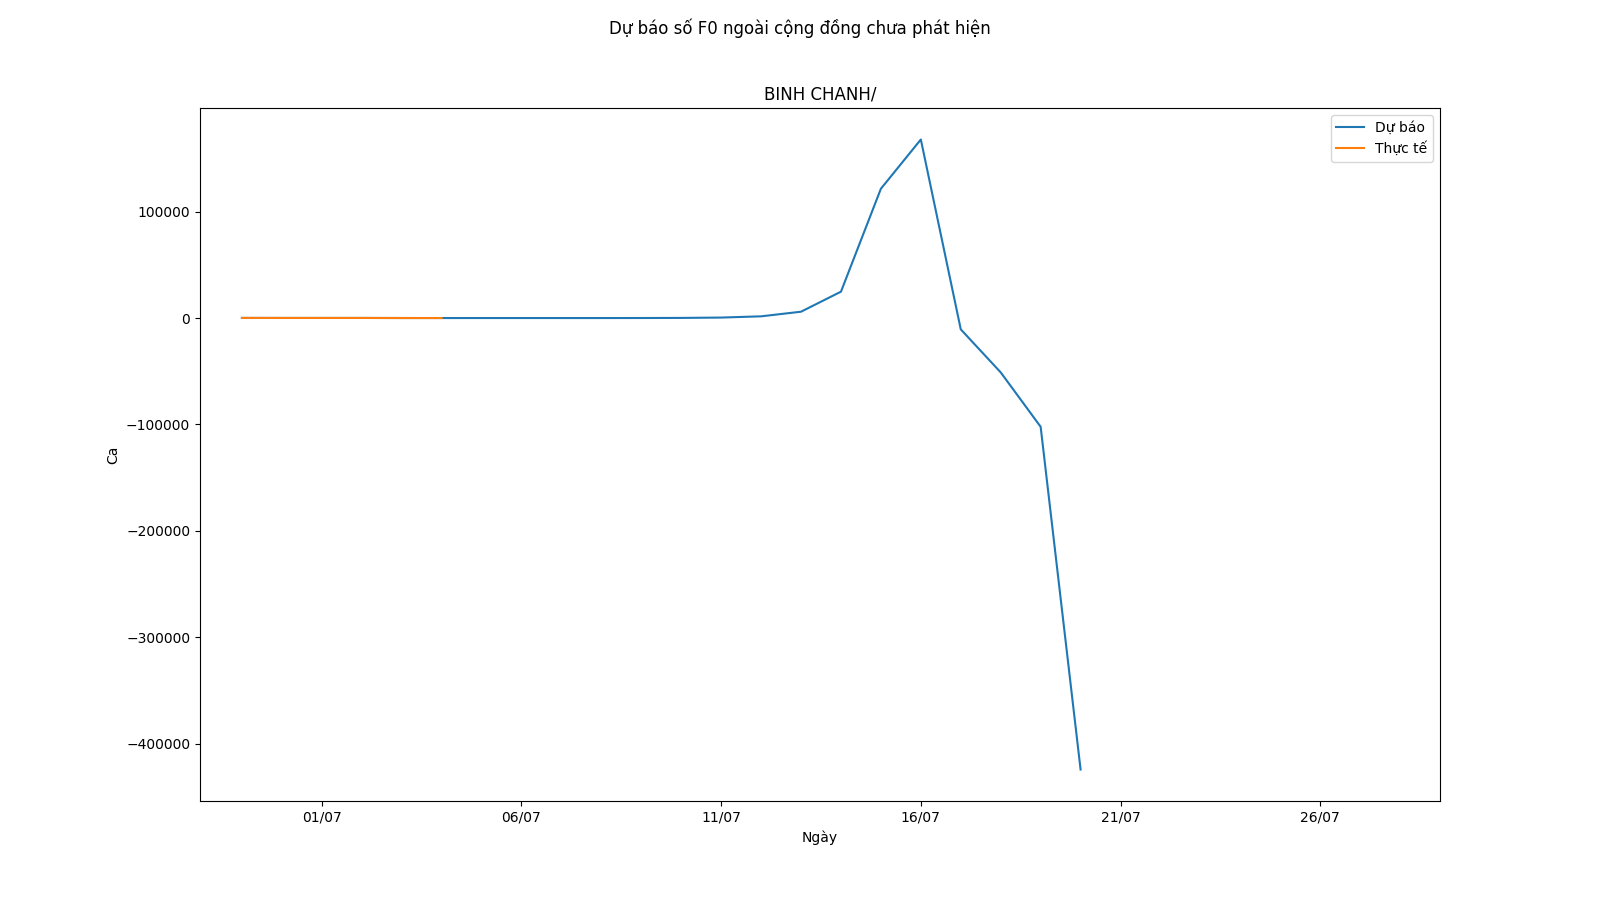 Dự báo số F0 ngoài cộng đồng chưa phát hiện
BINH CHANH/
Dự báo
Thực tế
100000
0
−100000
−200000
−300000
−400000
Ca
01/07
06/07
11/07
16/07
21/07
26/07
Ngày